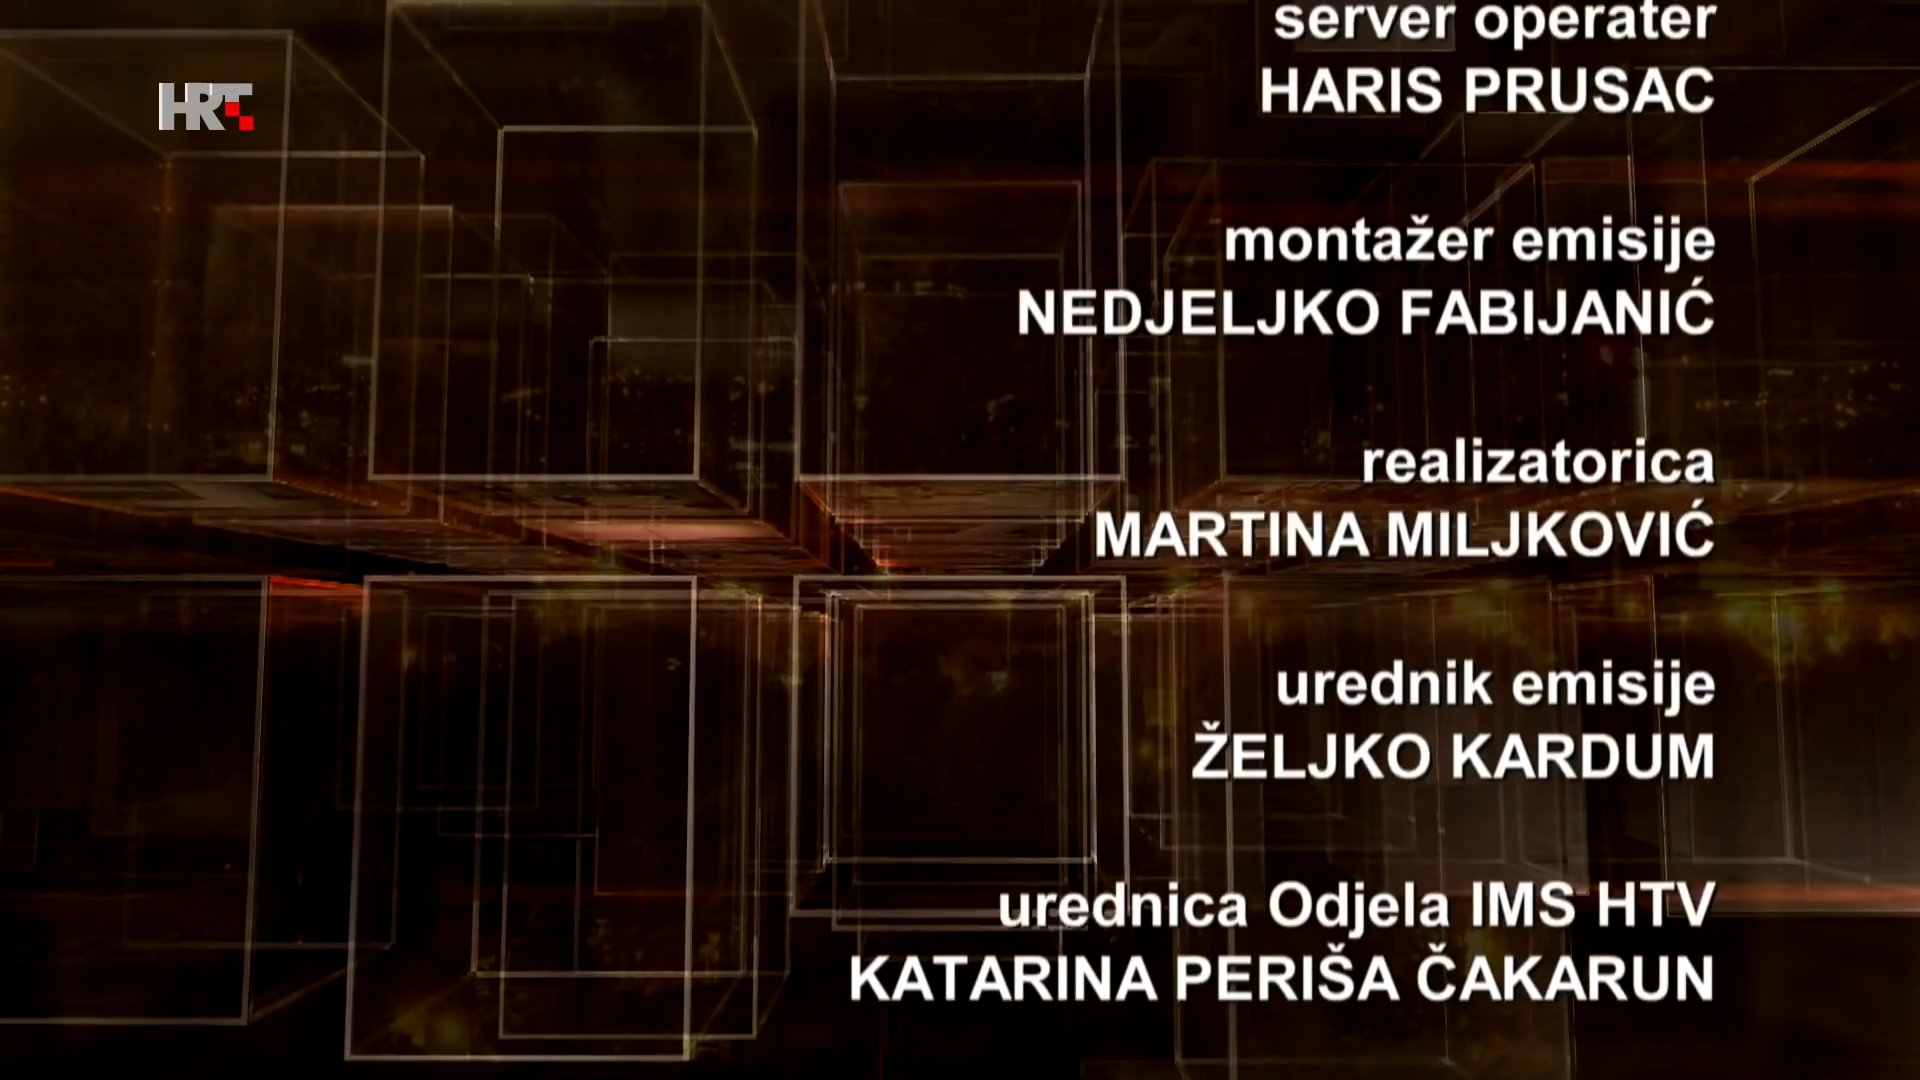 server operater
HRT
HARIS PRUSAC
montažer emisije
NEDJELJKO FABIJANIĆ
realizatorica
MARTINA MILJKOVIĆ
urednik emisije
ŽELJKO KARDUM
urednica Odjela IMS HTV
KATARINA PERIŠA ČAKARUN